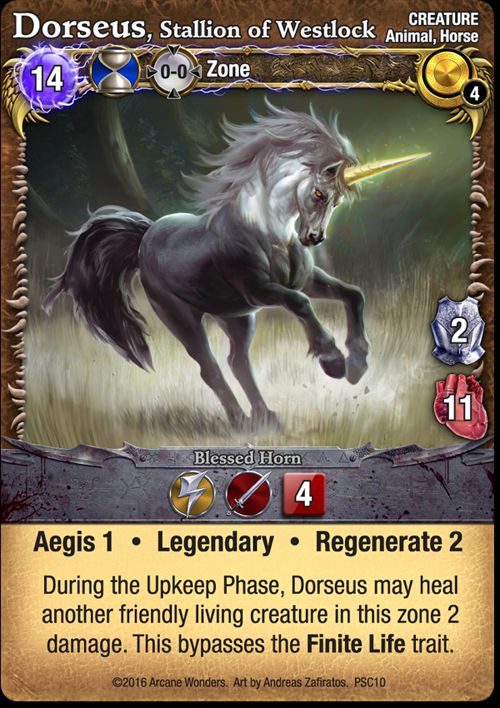 Dorseus, Stallion of Westlock
CREATURE
Animal, Horse
14
0-0 Zone
4
2
11
Blessed Horn
4
Aegis 1 • Legendary • Regenerate 2
During the Upkeep Phase, Dorseus may heal
another friendly living creature in this zone 2
damage. This bypasses the Finite Life trait.
©2016 Arcane Wonders. Art by Andreas Zafiratos. PSC10